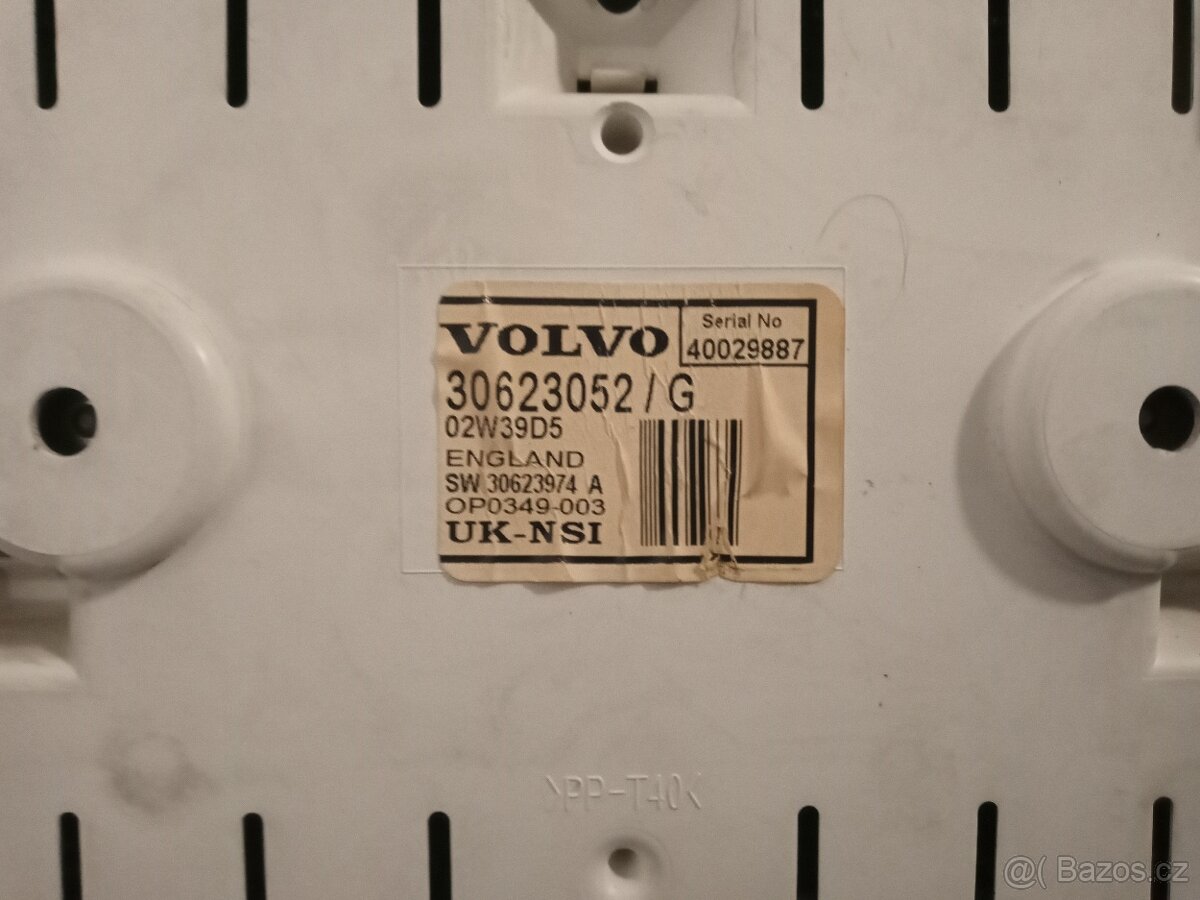 VOLVO
Serial No
40029887
30623052 / G
02W39D5
ENGLAND
SW 30623974 A
OP0349-003
UK-NSI
>PP-T40<
@( Bazos.cz